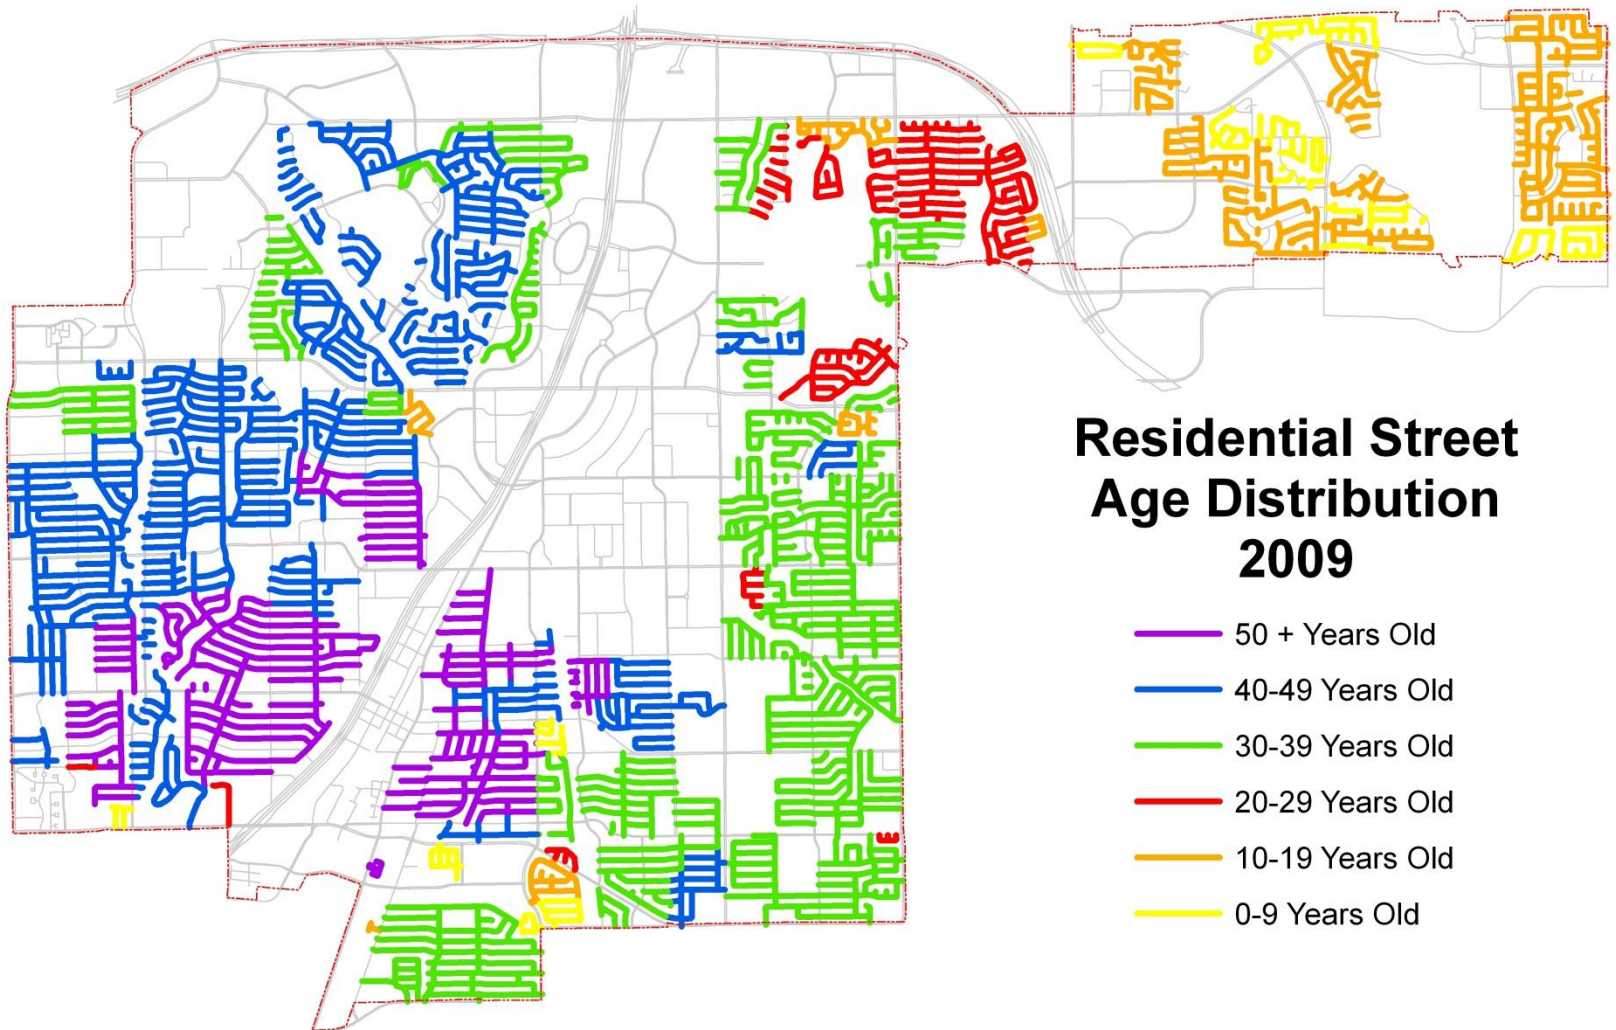 Residential Street
Age Distribution
2009
50 + Years Old
40-49 Years Old
30-39 Years Old
20-29 Years Old
10-19 Years Old
0-9 Years Old